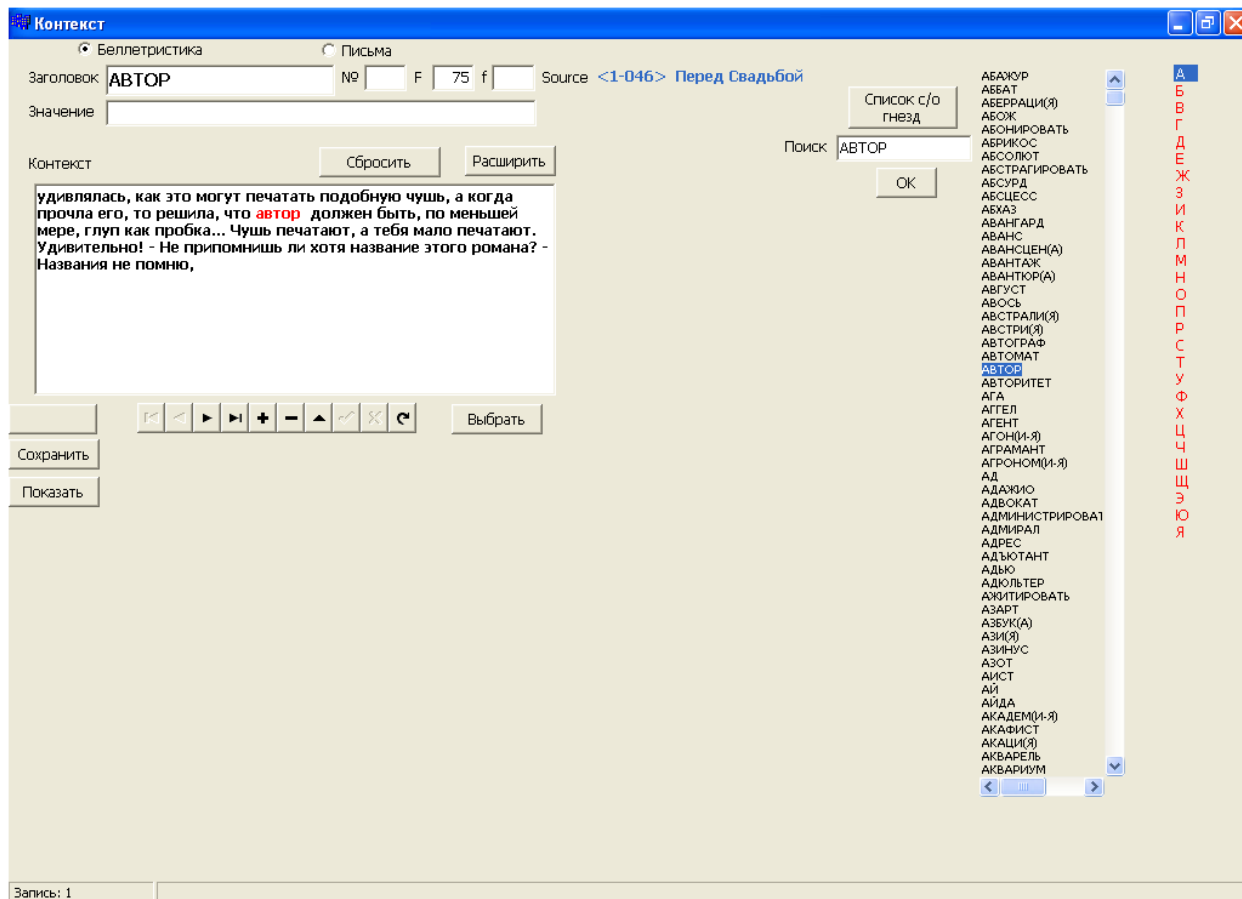 Контекст
Беллетристика Письма
Заголовок АВТОР № F 75 f Source <1-046> Перед Свадьбой
Значение
Список с/о
гнезд
Поиск АВТОР
ОК
Контекст Сбросить Расширить
удивлялась, как это могут печатать подобную чушь, а когда
прочла его, то решила, что автор должен быть, по меньшей
мере, глуп как пробка... Чушь печатают, а тебя мало печатают.
Удивительно! - Не припомнишь ли хотя название этого романа? -
Названия не помню,
Выбрать
Сохранить
Показать
АБАЖУР
АББАТ
АБЕРРАЦИ(Я)
АБОЖ
АБОНИРОВАТЬ
АБРИКОС
АБСОЛЮТ
АБСТРАГИРОВАТЬ
АБСУРД
АБСЦЕСС
АБХАЗ
АВАНГАРД
АВАНС
АВАНСЦЕН(А)
АВАНТАЖ
АВАНТЮР(А)
АВГУСТ
АВОСЬ
АВСТРАЛИ(Я)
АВСТРИ(Я)
АВТОГРАФ
АВТОМАТ
АВТОР
АВТОРИТЕТ
АГА
АГГЕЛ
АГЕНТ
АГОН(И-Я)
АГРАМАНТ
АГРОНОМ(И-Я)
АД
АДАЖИО
АДВОКАТ
АДМИНИСТРИРОВАТ
АДМИРАЛ
АДРЕС
АДЪЮТАНТ
АДЬЮ
АДЮЛЬТЕР
АЖИТИРОВАТЬ
АЗАРТ
АЗБУК(А)
АЗИ(Я)
АЗИНУС
АЗОТ
АИСТ
АЙ
АЙДА
АКАДЕМ(И-Я)
АКАФИСТ
АКАЦИ(Я)
АКВАРЕЛЬ
АКВАРИУМ
А
Б
В
Г
Д
Е
Ж
З
И
К
Л
М
Н
О
П
Р
С
Т
У
Ф
Х
Ц
Ч
Ш
Щ
Э
Ю
Я
Запись: 1